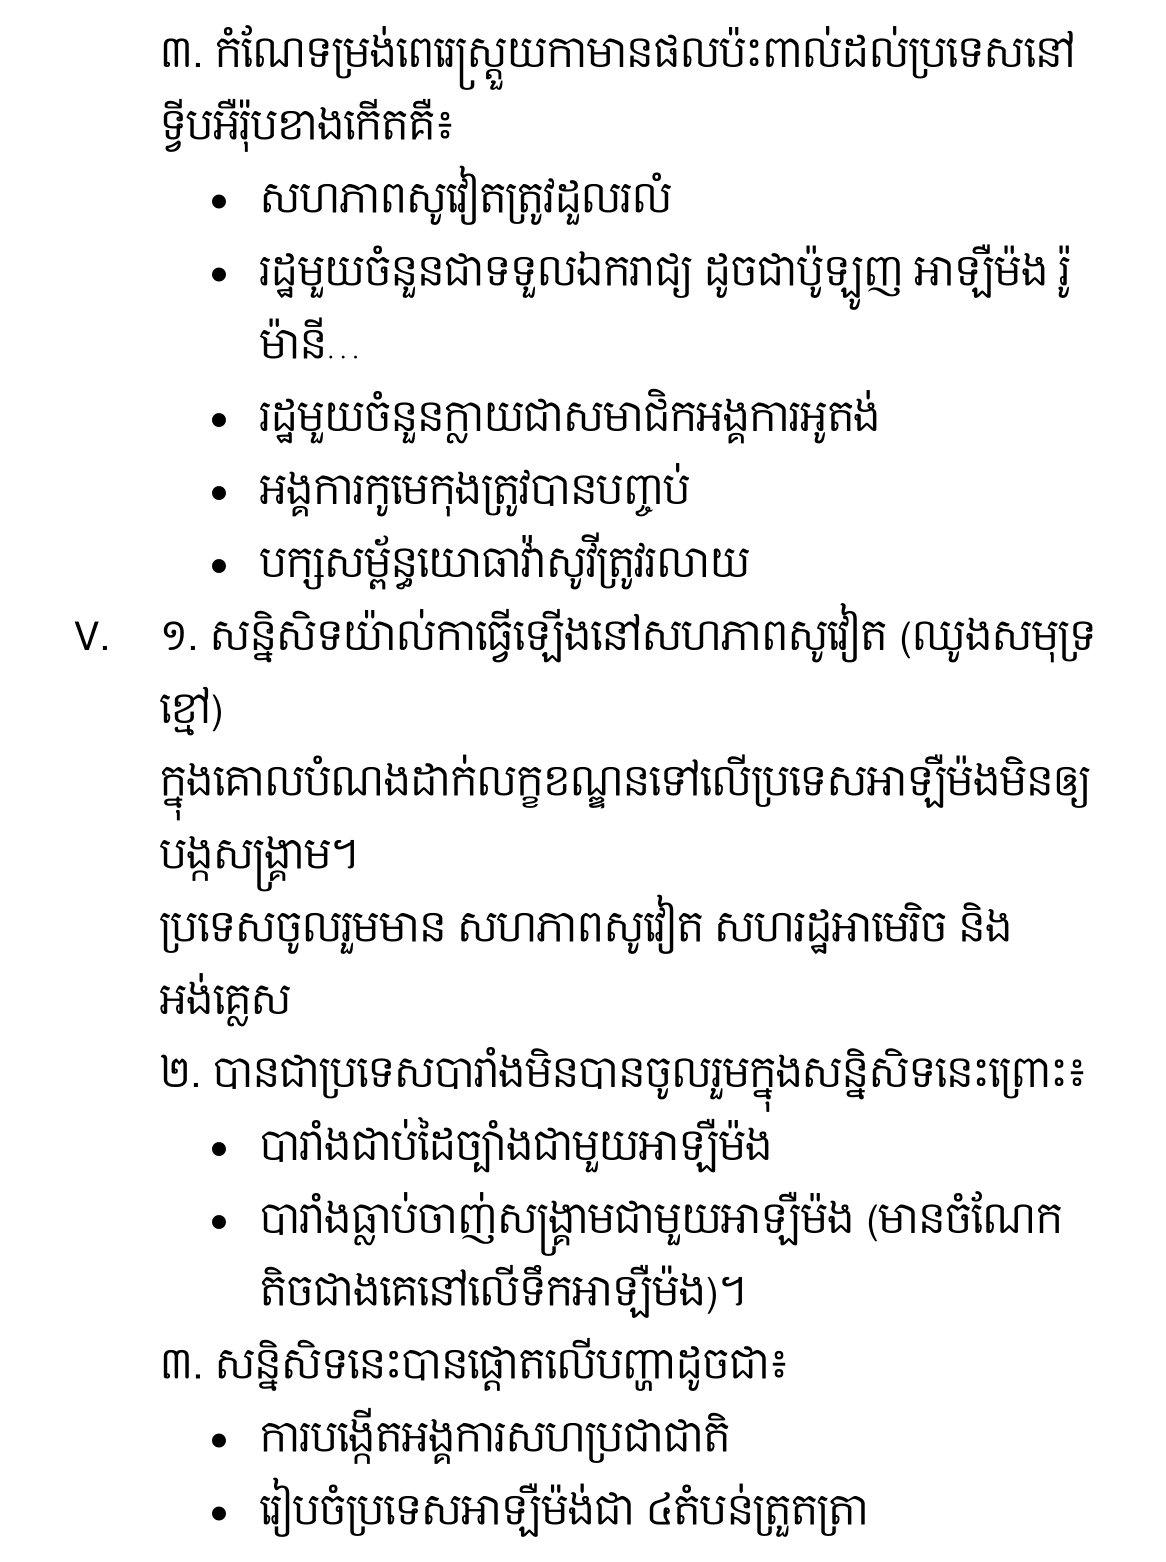 ៣. កំណែទម្រង់ពេរេស្ត្រួយកាមានផលប៉ះពាល់ដល់ប្រទេសនៅ
ទ្វីបអឺរ៉ុបខាងកើតគឺ៖
• សហភាពសូវៀតត្រូវដួលរលំ
• រដ្ឋមួយចំនួនជាទទួលឯករាជ្យ ដូចជាប៉ូឡូញ អាឡឺម៉ង រ៉ូ
ម៉ានី...
• រដ្ឋមួយចំនួនក្លាយជាសមាជិកអង្គការអូតង់
• អង្គការកូមេកុងត្រូវបានបញ្ចប់
• បក្សសម្ព័ន្ធយោធាវ៉ាសូវីត្រូវរលាយ
V. ១. សន្និសិទយ៉ាល់កាធ្វើឡើងនៅសហភាពសូវៀត (ឈូងសមុទ្រ
ខ្មៅ)
ក្នុងគោលបំណងដាក់លក្ខខណ្ឌនទៅលើប្រទេសអាឡឺម៉ងមិនឲ្យ
បង្កសង្គ្រាម។
ប្រទេសចូលរួមមាន សហភាពសូវៀត សហរដ្ឋអាមេរិច និង
អង់គ្លេស
២. បានជាប្រទេសបារាំងមិនបានចូលរួមក្នុងសន្និសិទនេះព្រោះ៖
• បារាំងជាប់ដៃច្បាំងជាមួយអាឡឺម៉ង
• បារាំងធ្លាប់ចាញ់សង្គ្រាមជាមួយអាឡឺម៉ង (មានចំណែក
តិចជាងគេនៅលើទឹកអាឡឺម៉ង)។
៣. សន្និសិទនេះបានផ្តោតលើបញ្ហាដូចជា៖
• ការបង្កើតអង្គការសហប្រជាជាតិ
• រៀបចំប្រទេសអាឡឺម៉ង់ជា ៤តំបន់ត្រួតត្រា